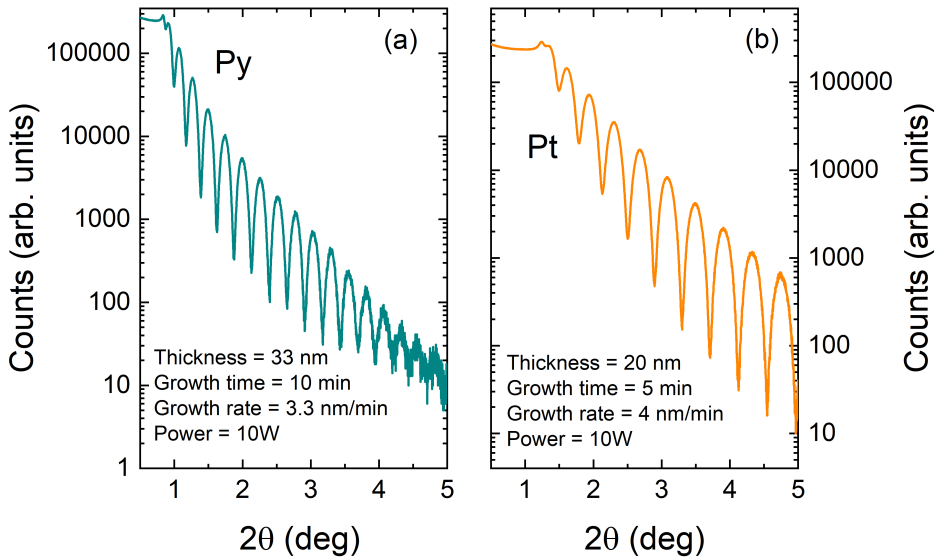 (a)
Py
100000
10000
1000
100
10
1
Counts (arb. units)
Thickness = 33 nm
Growth time = 10 min
Growth rate = 3.3 nm/min
Power = 10W
1 2 3 4 5
2θ (deg)
(b)
Pt
100000
10000
1000
100
10
Counts (arb. units)
Thickness = 20 nm
Growth time = 5 min
Growth rate = 4 nm/min
Power = 10W
1 2 3 4 5
2θ (deg)